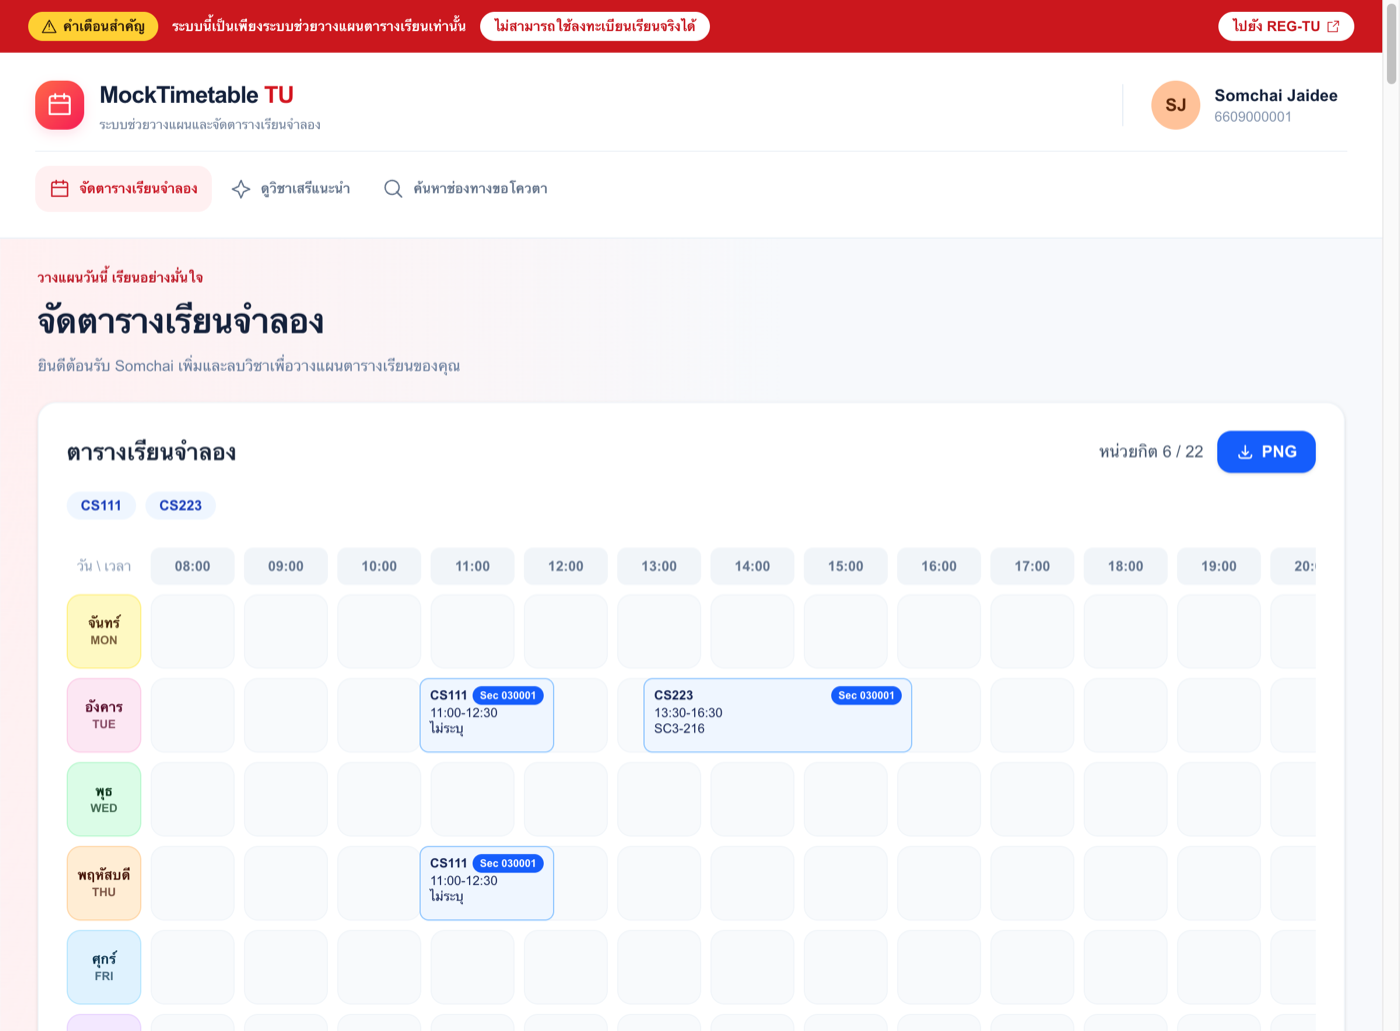 คำเตือนสำคัญ ระบบนี้เป็นเพียงระบบช่วยวางแผนตารางเรียนเท่านั้น ไม่สามารถใช้ลงทะเบียนเรียนจริงได้ ไปยัง REG-TU
MockTimetable TU
ระบบช่วยวางแผนและจัดตารางเรียนจำลอง
SJ
Somchai Jaidee
6609000001
จัดตารางเรียนจำลอง ดูวิชาเสรีแนะนำ ค้นหาช่องทางขอโควตา
วางแผนวันนี้ เรียนอย่างมั่นใจ
จัดตารางเรียนจำลอง
ยินดีต้อนรับ Somchai เพิ่มและลบวิชาเพื่อวางแผนตารางเรียนของคุณ
ตารางเรียนจำลอง
หน่วยกิต 6 / 22 PNG
CS111 CS223
วัน \ เวลา 08:00 09:00 10:00 11:00 12:00 13:00 14:00 15:00 16:00 17:00 18:00 19:00 20:
จันทร์
MON
อังคาร
TUE
CS111 Sec 030001
11:00-12:30
ไม่ระบุ
CS223 Sec 030001
13:30-16:30
SC3-216
พุธ
WED
พฤหัสบดี
THU
CS111 Sec 030001
11:00-12:30
ไม่ระบุ
ศุกร์
FRI